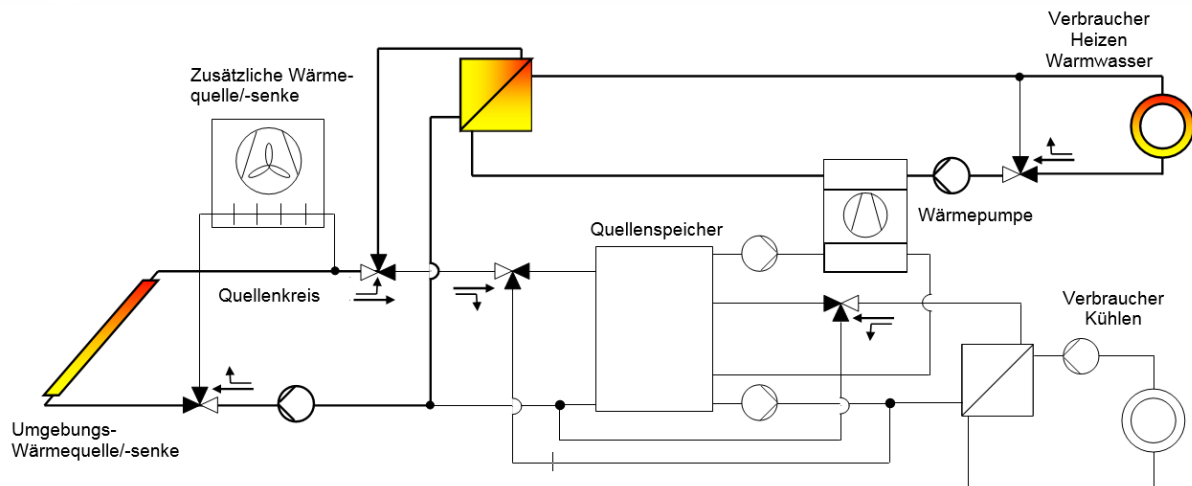 Verbraucher
Heizen
Warmwasser
Zusätzliche Wärme-
quelle/-senke
Wärmepumpe
Quellenspeicher
Quellenkreis
Verbraucher
Kühlen
Umgebungs-
Wärmequelle/-senke